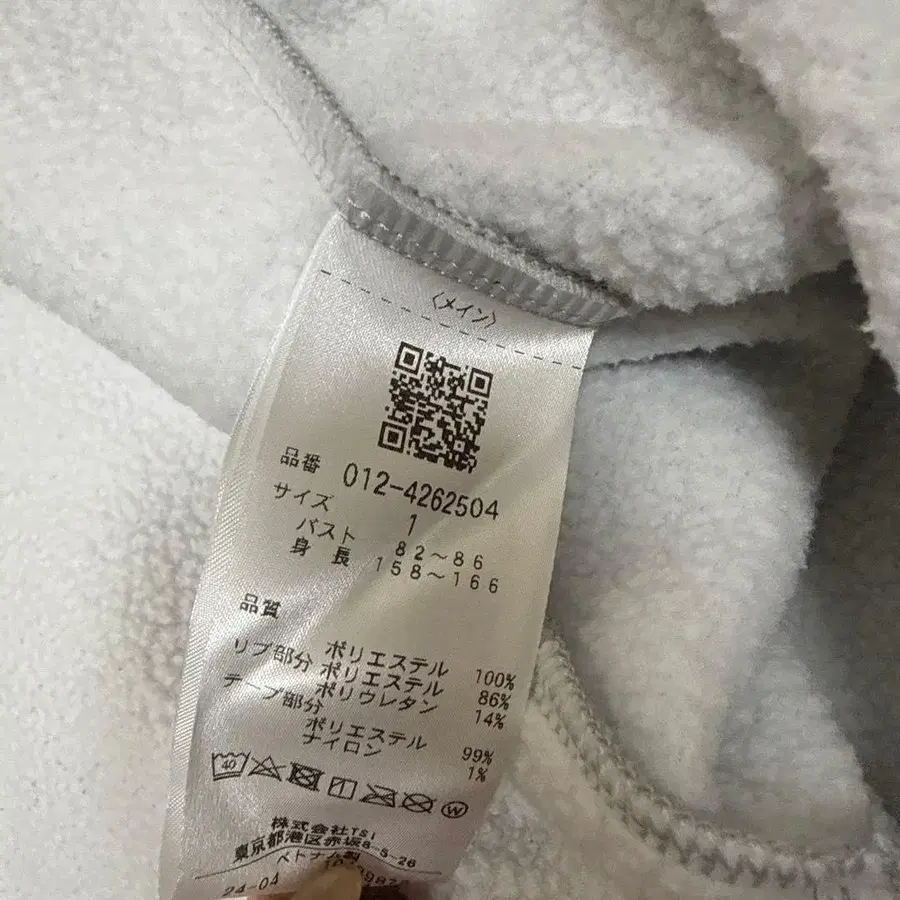 〈メイン〉
品番 012-4262504
サイズ 1
バスト 82～86
身長 158～166
品質
ポリエステル 100%
リブ部分 ポリエステル 86%
ポリウレタン 14%
テープ部分
ポリエステル 99%
ナイロン 1%
40
W
株式会社TSI
東京都港区赤坂8-5-26
ベトナム製
24-04